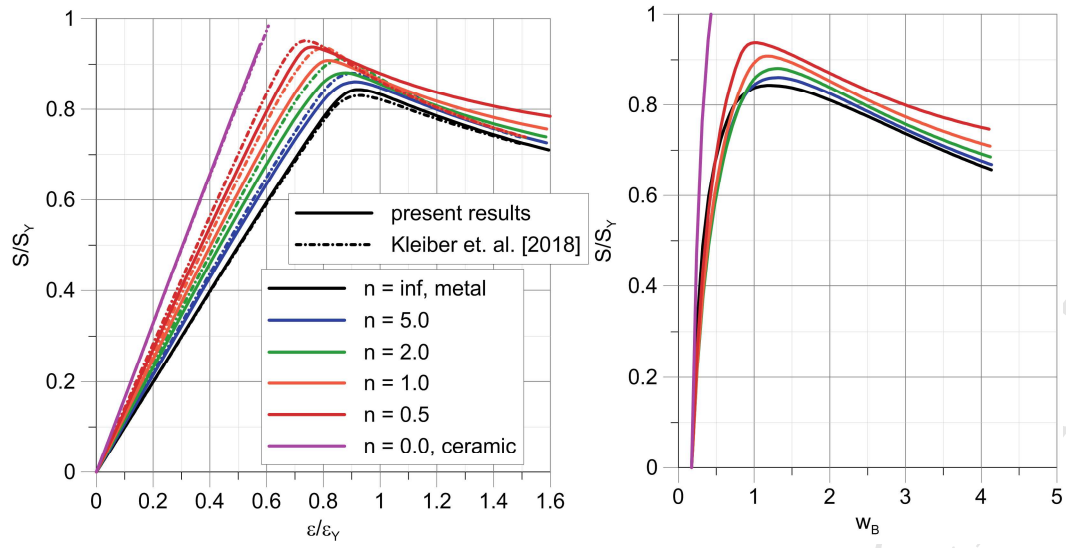 1
0.8
0.6
0.4
0.2
0
S/S_Y
0 0.2 0.4 0.6 0.8 1 1.2 1.4 1.6
ε/ε_Y
present results
Kleiber et. al. [2018]
n = inf, metal
n = 5.0
n = 2.0
n = 1.0
n = 0.5
n = 0.0, ceramic
1
0.8
0.6
0.4
0.2
0
S/S_Y
0 1 2 3 4 5
w_B